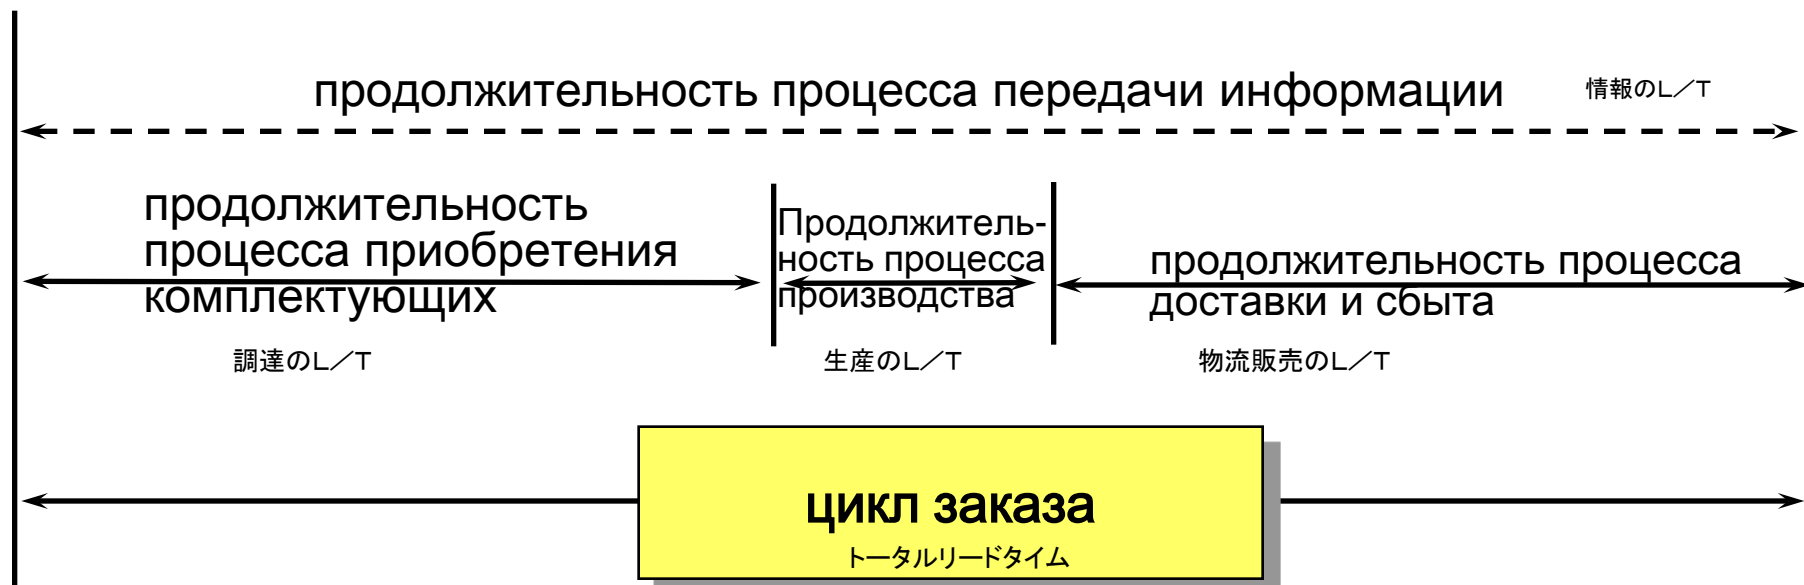 продолжительность процесса передачи информации
情報のL／T
продолжительность
процесса приобретения
комплектующих
調達のL／T
Продолжитель-
ность процесса
производства
生産のL／T
продолжительность процесса
доставки и сбыта
物流販売のL／T
цикл заказа
トータルリードタイム